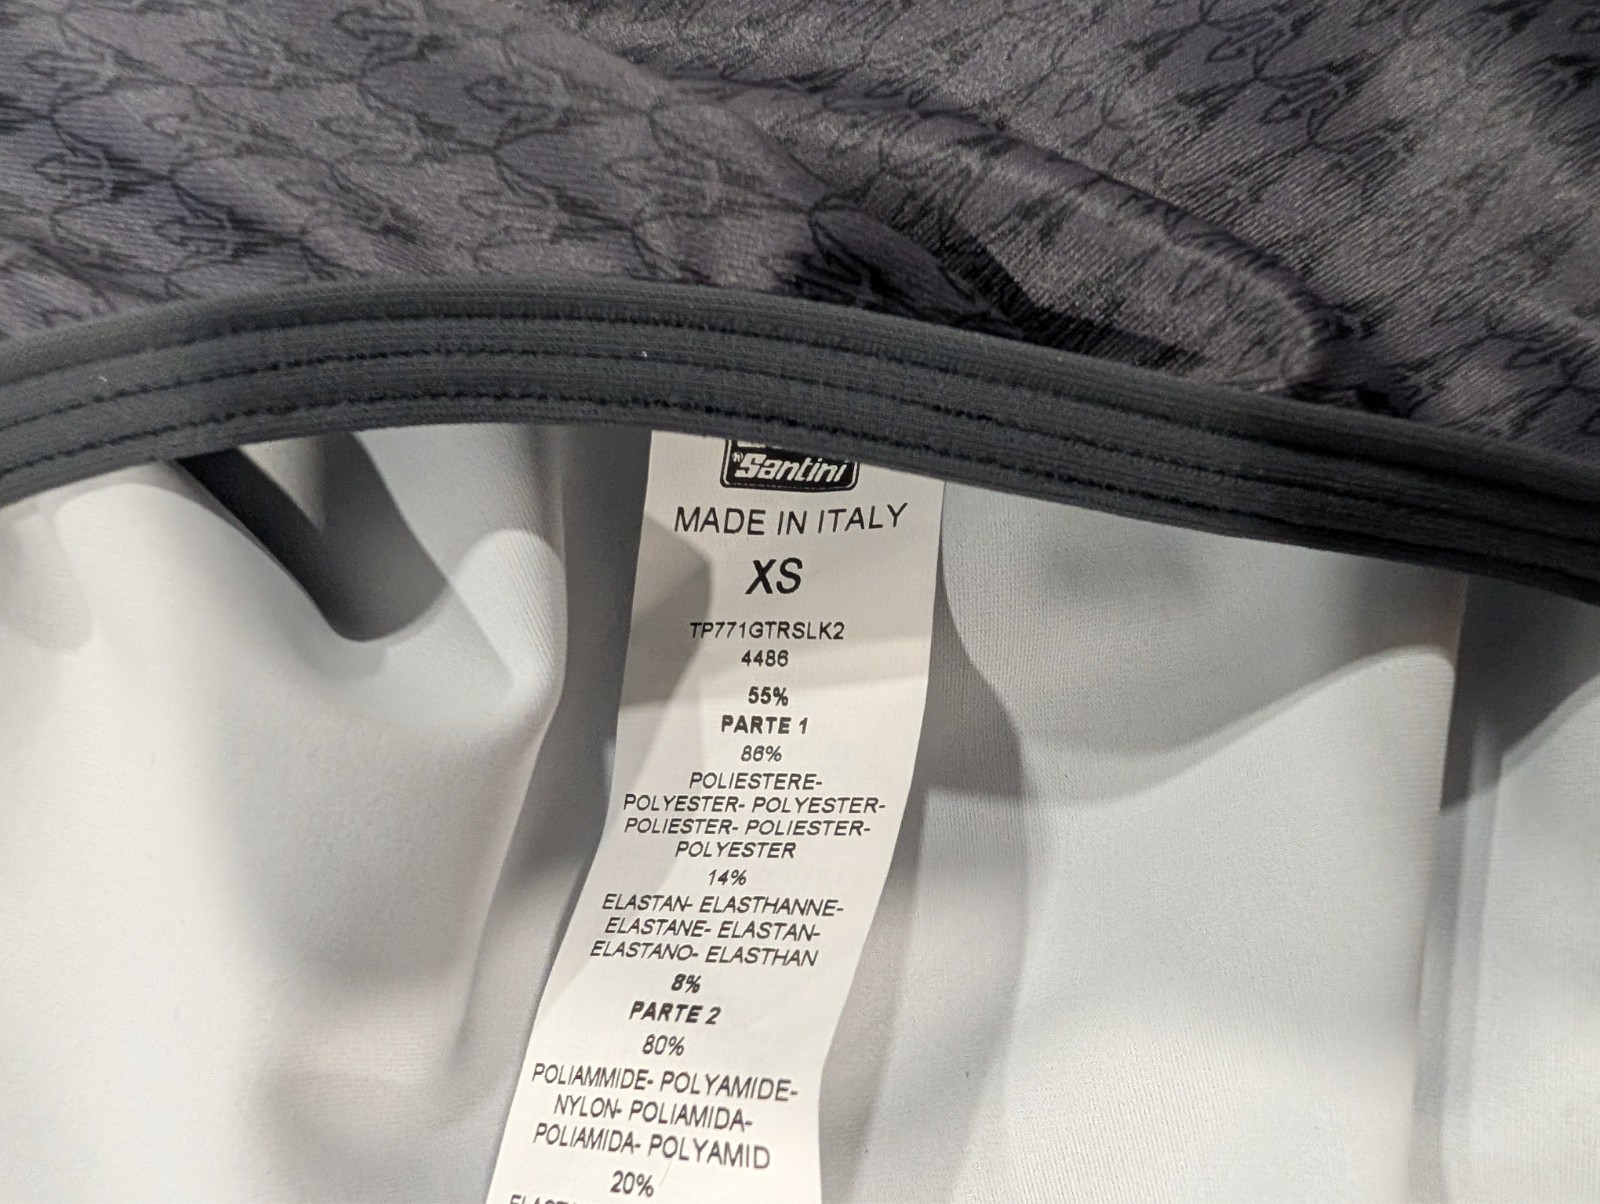 Santini
MADE IN ITALY
XS
TP771GTRSLK2
4486
55%
PARTE 1
86%
POLIESTERE-
POLYESTER- POLYESTER-
POLIESTER- POLIESTER-
POLYESTER
14%
ELASTAN- ELASTHANNE-
ELASTANE- ELASTAN-
ELASTANO- ELASTHAN
8%
PARTE 2
80%
POLIAMMIDE- POLYAMIDE-
NYLON- POLIAMIDA-
POLIAMIDA- POLYAMID
20%